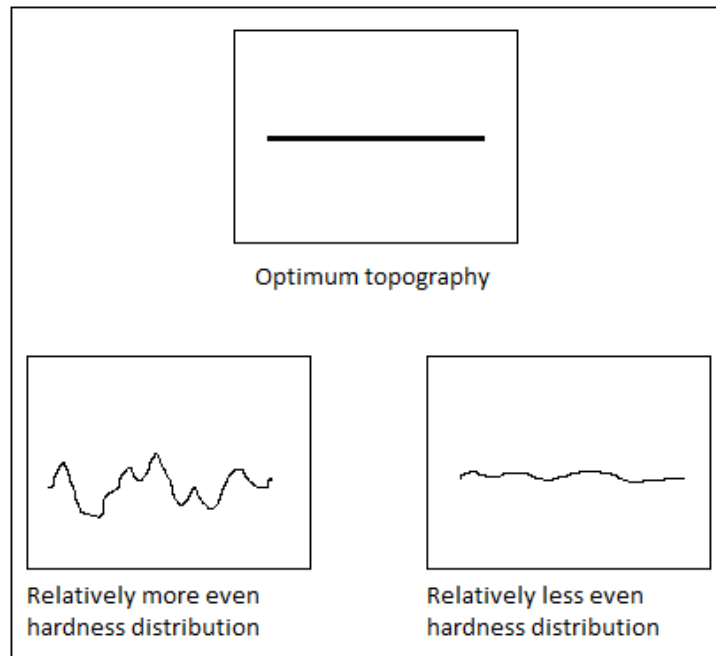 Optimum topography
Relatively more even
hardness distribution
Relatively less even
hardness distribution